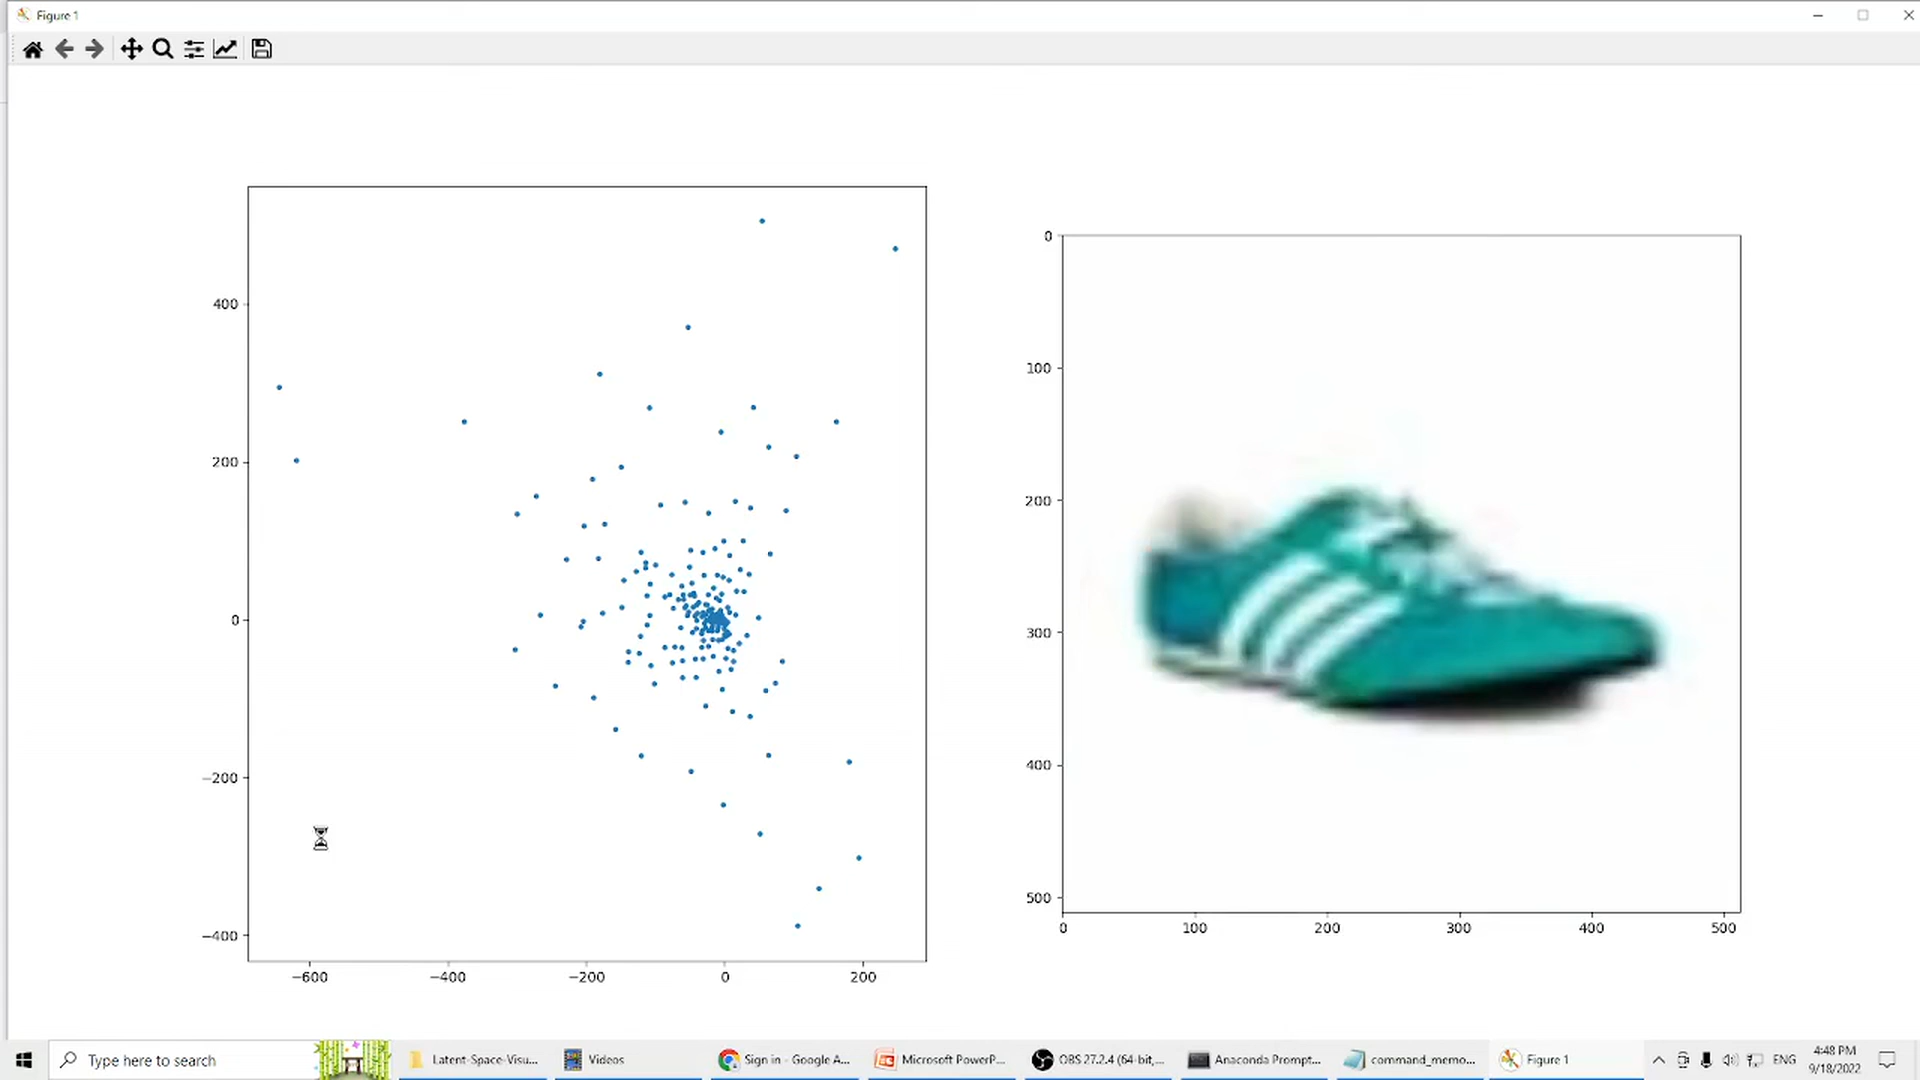 Figure 1
400
200
0
−200
−400
−600
−400
−200
0
200
0
100
200
300
400
500
0
100
200
300
400
500
Type here to search
Latent-Space-Visu...
Videos
Sign in - Google A...
Microsoft PowerP...
OBS 27.2.4 (64-bit,...
Anaconda Prompt...
command_memo...
Figure 1
ENG
4:48 PM
9/18/2022